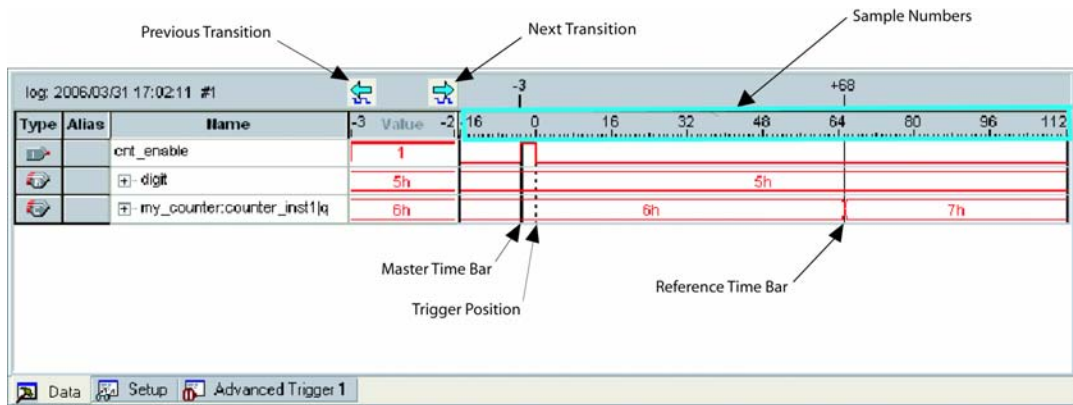 Sample Numbers
Previous Transition
Next Transition
log: 2006/03/31 17:02:11 #1
-3
+68
Type Alias Name -3 Value -2
-16 0 16 32 48 64 80 96 112
cnt_enable 1
digit 5h 5h
my_counter:counter_inst1|q 6h 6h 7h
Master Time Bar
Reference Time Bar
Trigger Position
Data Setup Advanced Trigger 1